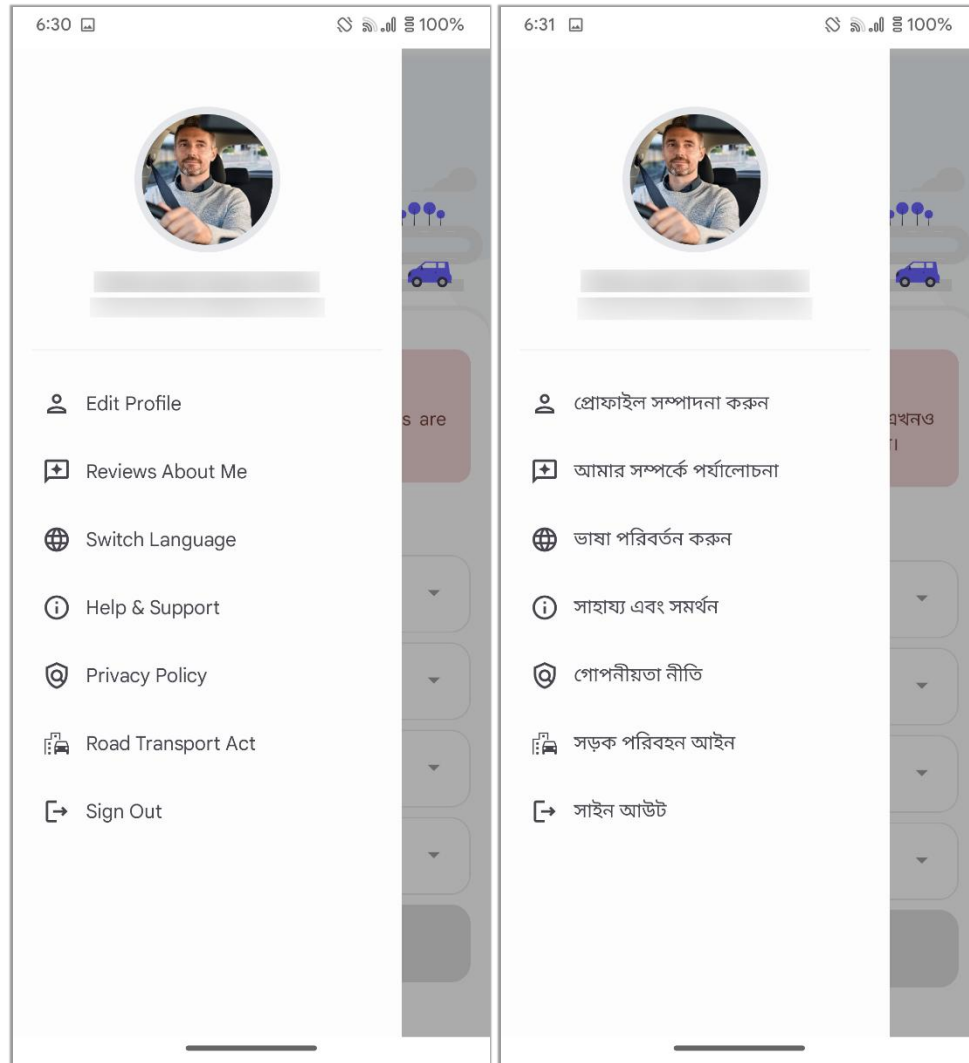 6:30
100%
Edit Profile
s are
Reviews About Me
Switch Language
Help & Support
Privacy Policy
Road Transport Act
Sign Out
6:31
100%
প্রোফাইল সম্পাদনা করুন
এখনও
আমার সম্পর্কে পর্যালোচনা
ভাষা পরিবর্তন করুন
সাহায্য এবং সমর্থন
গোপনীয়তা নীতি
সড়ক পরিবহন আইন
সাইন আউট